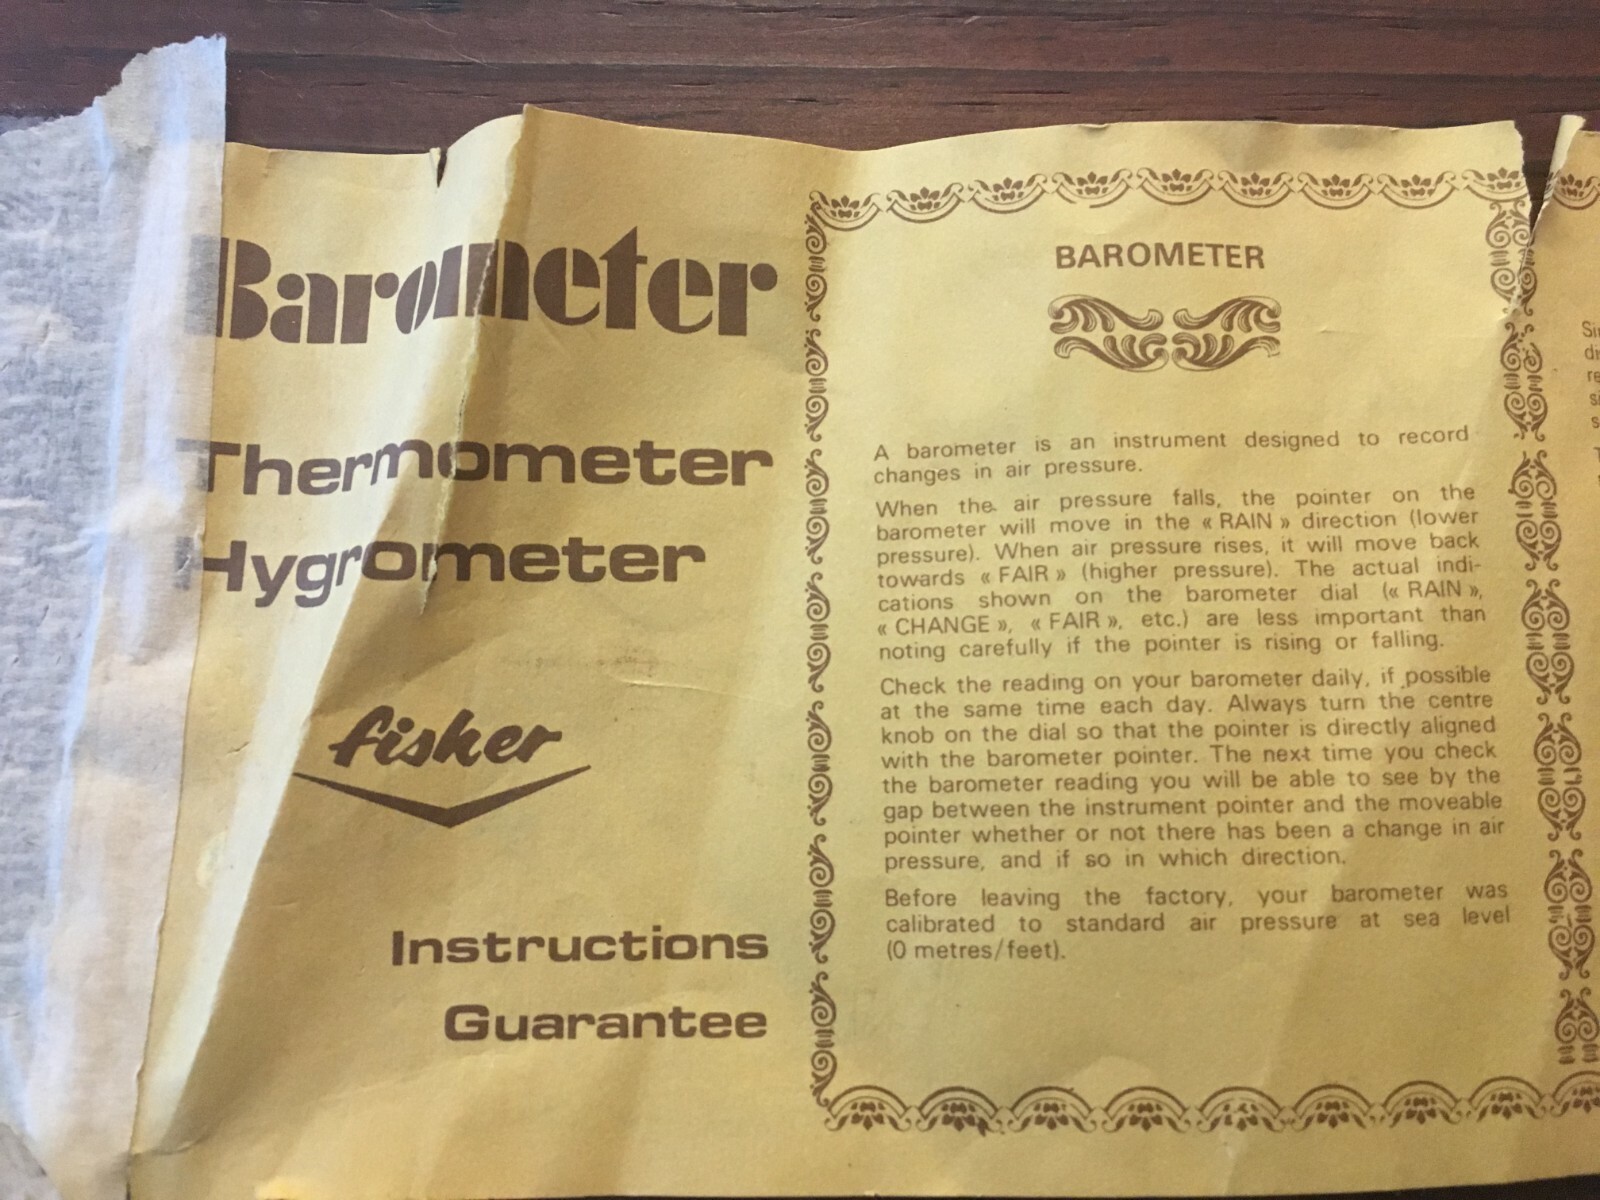 Barometer
Thermometer
Hygrometer
fisher
Instructions
Guarantee
BAROMETER
A barometer is an instrument designed to record
changes in air pressure.
When the air pressure falls, the pointer on the
barometer will move in the « RAIN » direction (lower
pressure). When air pressure rises, it will move back
towards « FAIR » (higher pressure). The actual indi-
cations shown on the barometer dial (« RAIN »,
« CHANGE », « FAIR », etc.) are less important than
noting carefully if the pointer is rising or falling.
Check the reading on your barometer daily, if possible
at the same time each day. Always turn the centre
knob on the dial so that the pointer is directly aligned
with the barometer pointer. The next time you check
the barometer reading you will be able to see by the
gap between the instrument pointer and the moveable
pointer whether or not there has been a change in air
pressure, and if so in which direction.
Before leaving the factory, your barometer was
calibrated to standard air pressure at sea level
(0 metres/feet).